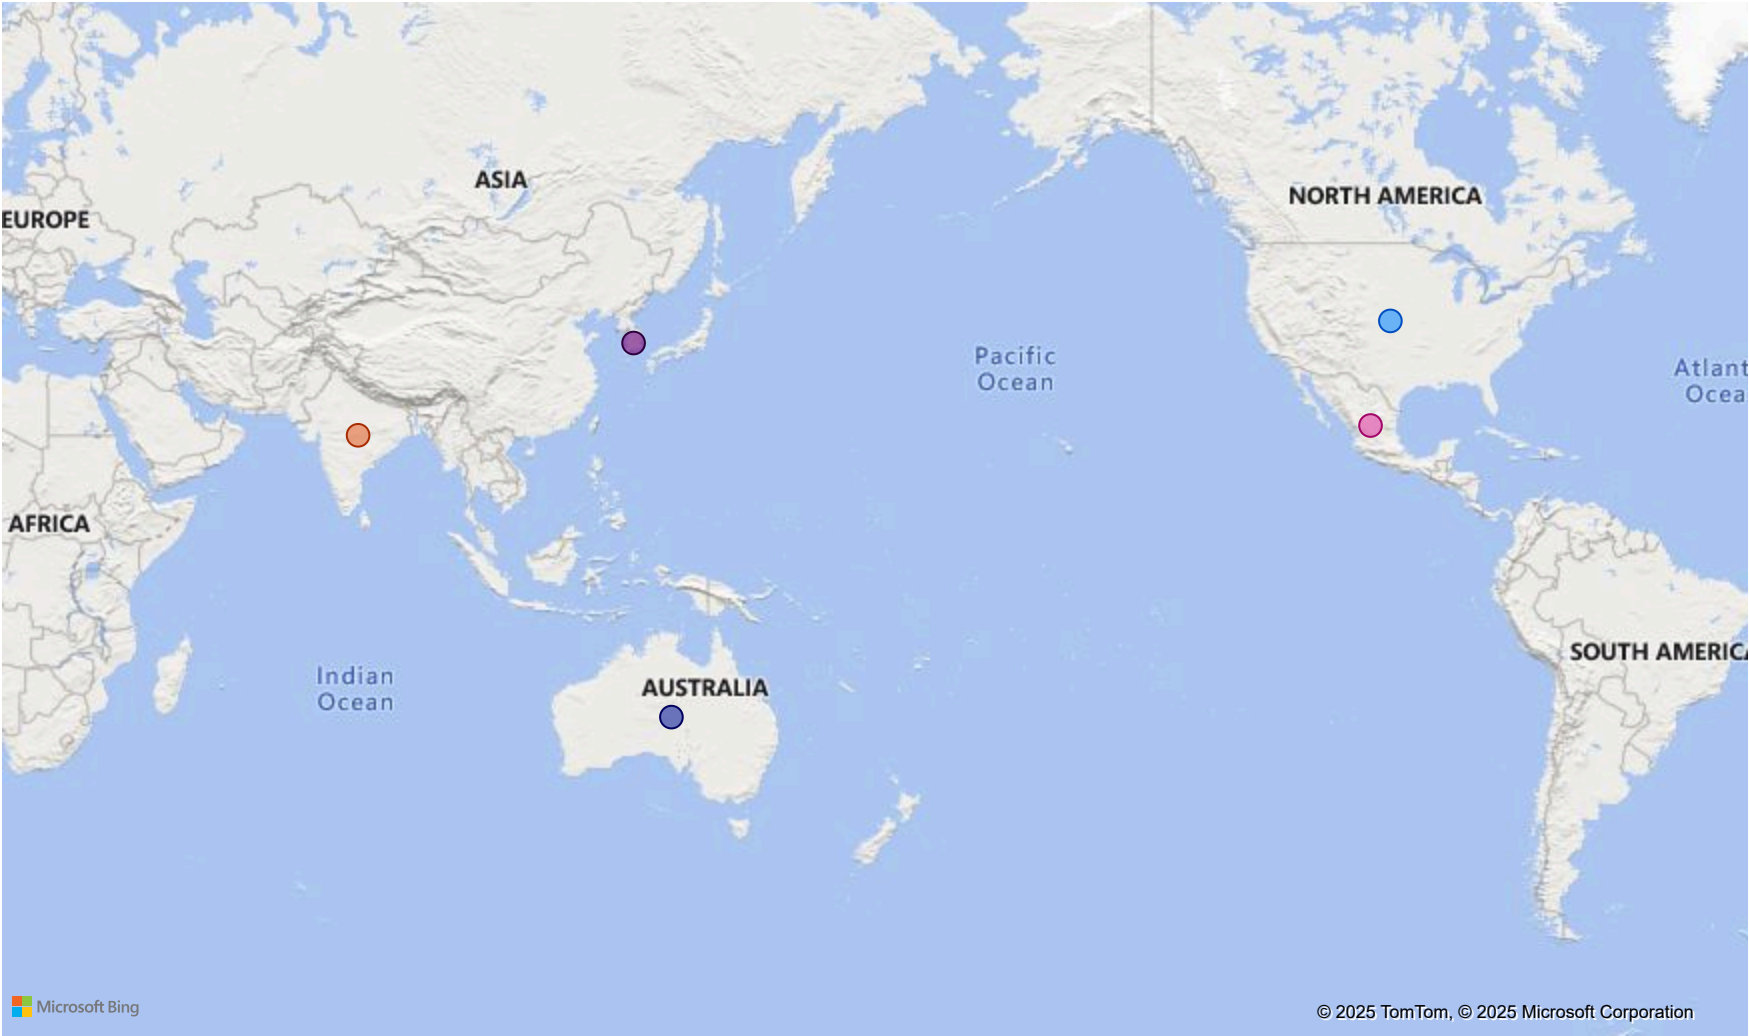 ASIA
NORTH AMERICA
EUROPE
Pacific
Ocean
Atlant
Ocea
AFRICA
SOUTH AMERICA
Indian
Ocean
AUSTRALIA
Microsoft Bing
© 2025 TomTom, © 2025 Microsoft Corporation